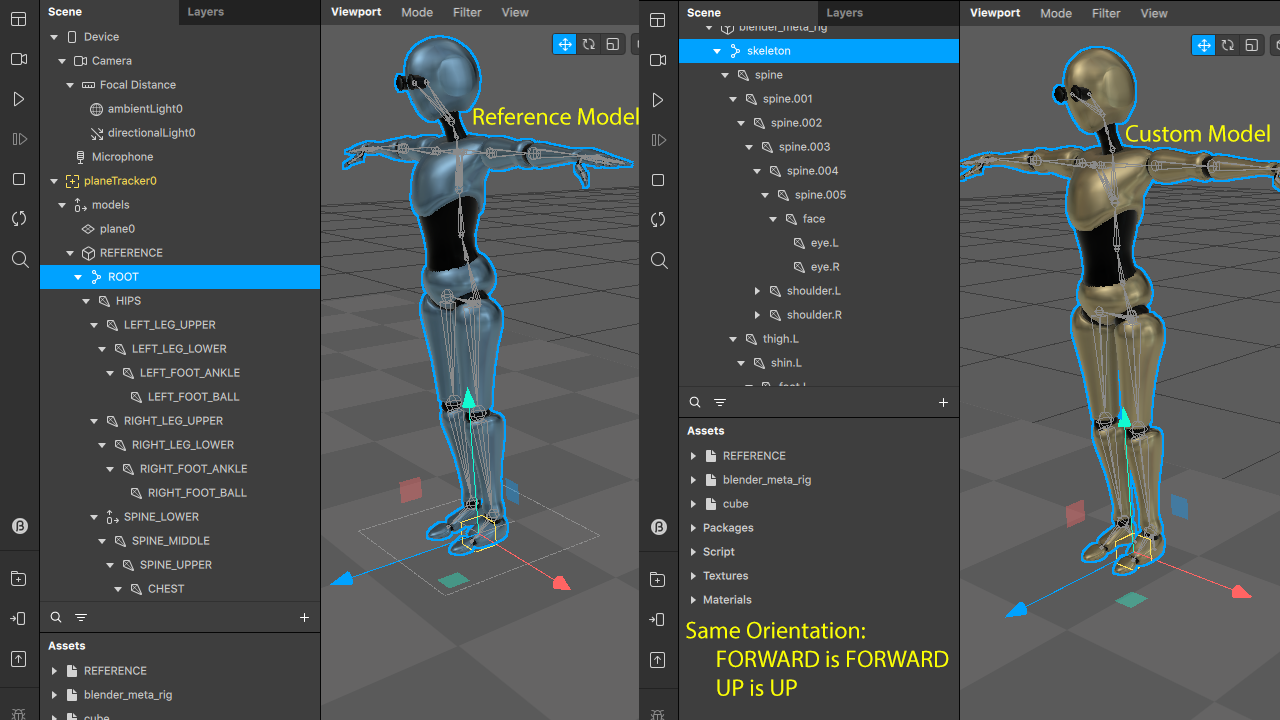 Scene
Layers
Device
Camera
Focal Distance
ambientLight0
directionalLight0
Microphone
planeTracker0
models
plane0
REFERENCE
ROOT
HIPS
LEFT_LEG_UPPER
LEFT_LEG_LOWER
LEFT_FOOT_ANKLE
LEFT_FOOT_BALL
RIGHT_LEG_UPPER
RIGHT_LEG_LOWER
RIGHT_FOOT_ANKLE
RIGHT_FOOT_BALL
SPINE_LOWER
SPINE_MIDDLE
SPINE_UPPER
CHEST
Assets
REFERENCE
blender_meta_rig
cube
β
Viewport Mode Filter View
Reference Model
Scene
Layers
blender_meta_rig
skeleton
spine
spine.001
spine.002
spine.003
spine.004
spine.005
face
eye.L
eye.R
shoulder.L
shoulder.R
thigh.L
shin.L
foot.L
Assets
REFERENCE
blender_meta_rig
cube
Packages
Script
Textures
Materials
β
Same Orientation:
FORWARD is FORWARD
UP is UP
Viewport Mode Filter View
Custom Model